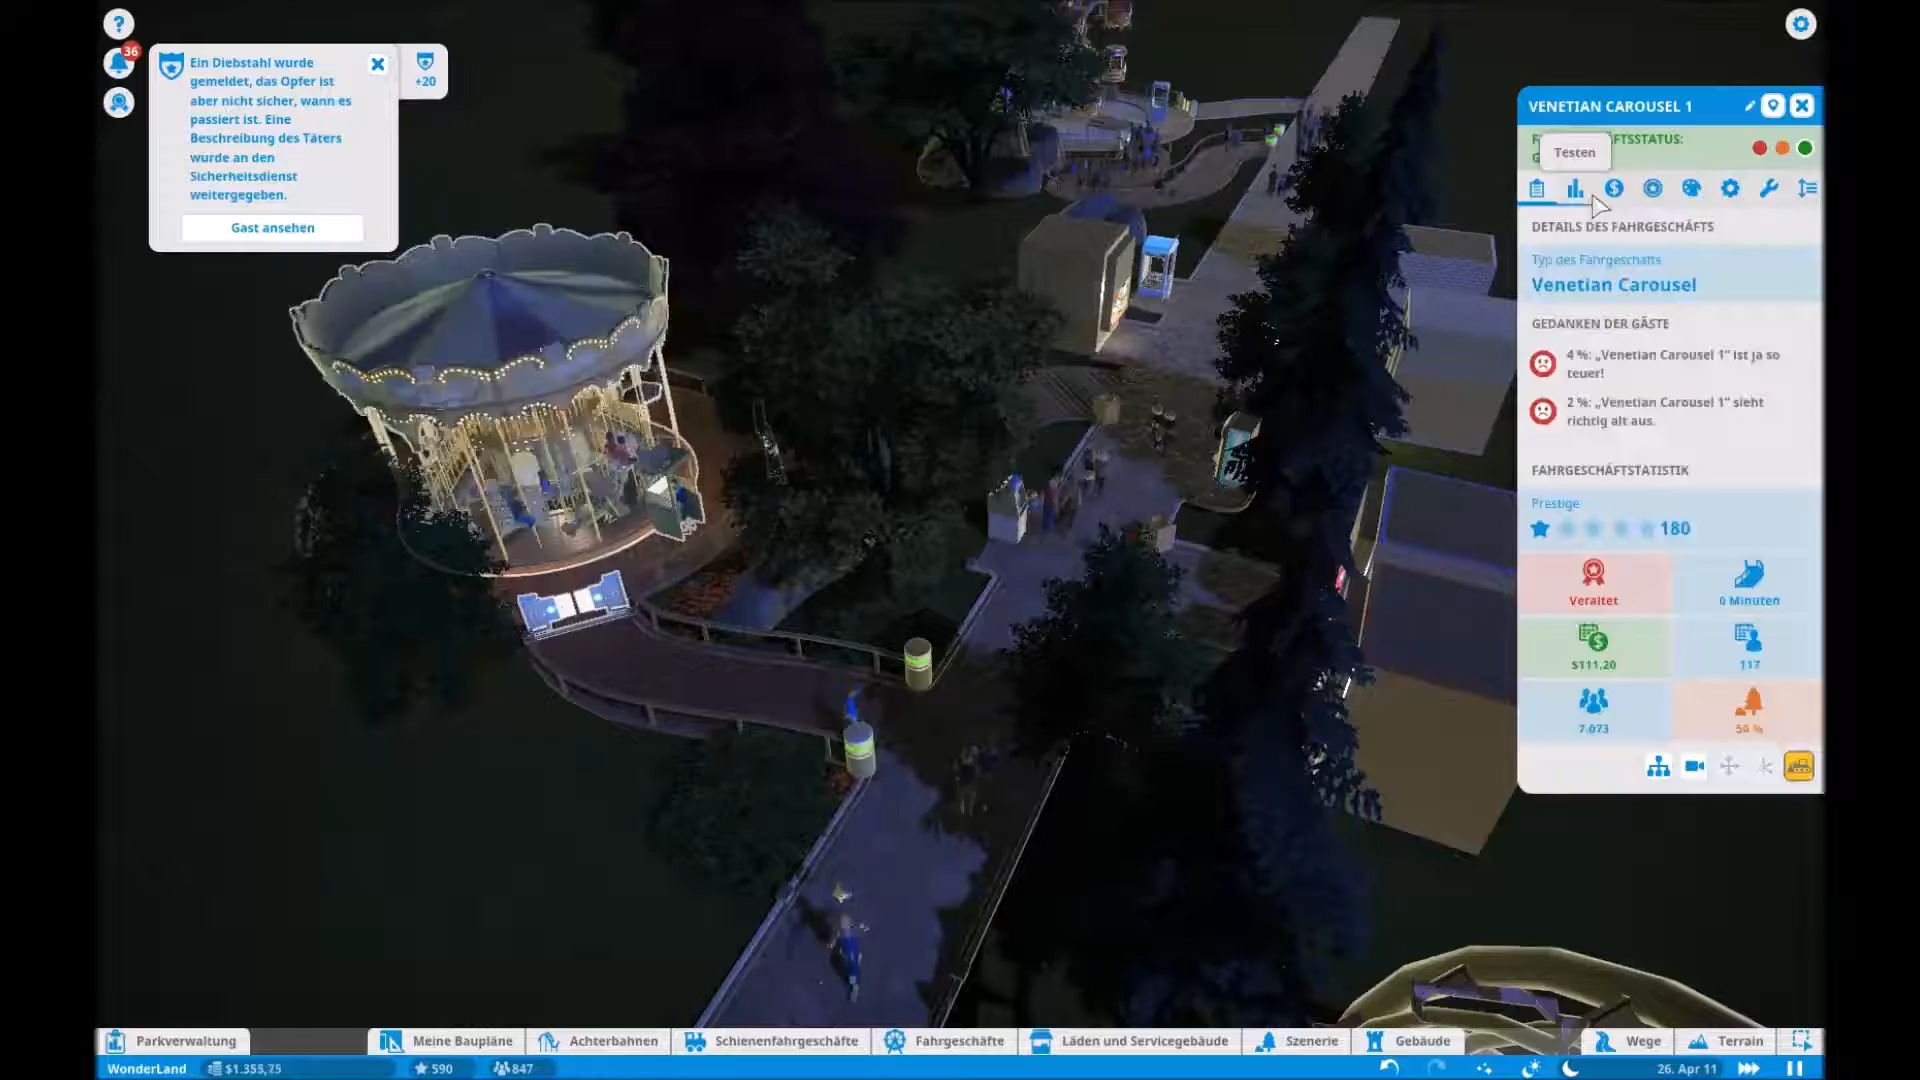 36
Ein Diebstahl wurde
gemeldet, das Opfer ist
aber nicht sicher, wann es
passiert ist. Eine
Beschreibung des Täters
wurde an den
Sicherheitsdienst
weitergegeben.
Gast ansehen
+20
VENETIAN CAROUSEL 1
Testen
DETAILS DES FAHRGESCHÄFTS
Typ des Fahrgeschäfts
Venetian Carousel
GEDANKEN DER GÄSTE
4 %: „Venetian Carousel 1“ ist ja so
teuer!
2 %: „Venetian Carousel 1“ sieht
richtig alt aus.
FAHRGESCHÄFTSTATISTIK
Prestige
180
Veraltet
0 Minuten
$111,20
117
7.073
50 %
Parkverwaltung
Meine Baupläne
Achterbahnen
Schienenfahrgeschäfte
Fahrgeschäfte
Läden und Servicegebäude
Szenerie
Gebäude
Wege
Terrain
WonderLand
$1.355,75
590
847
26. Apr 11